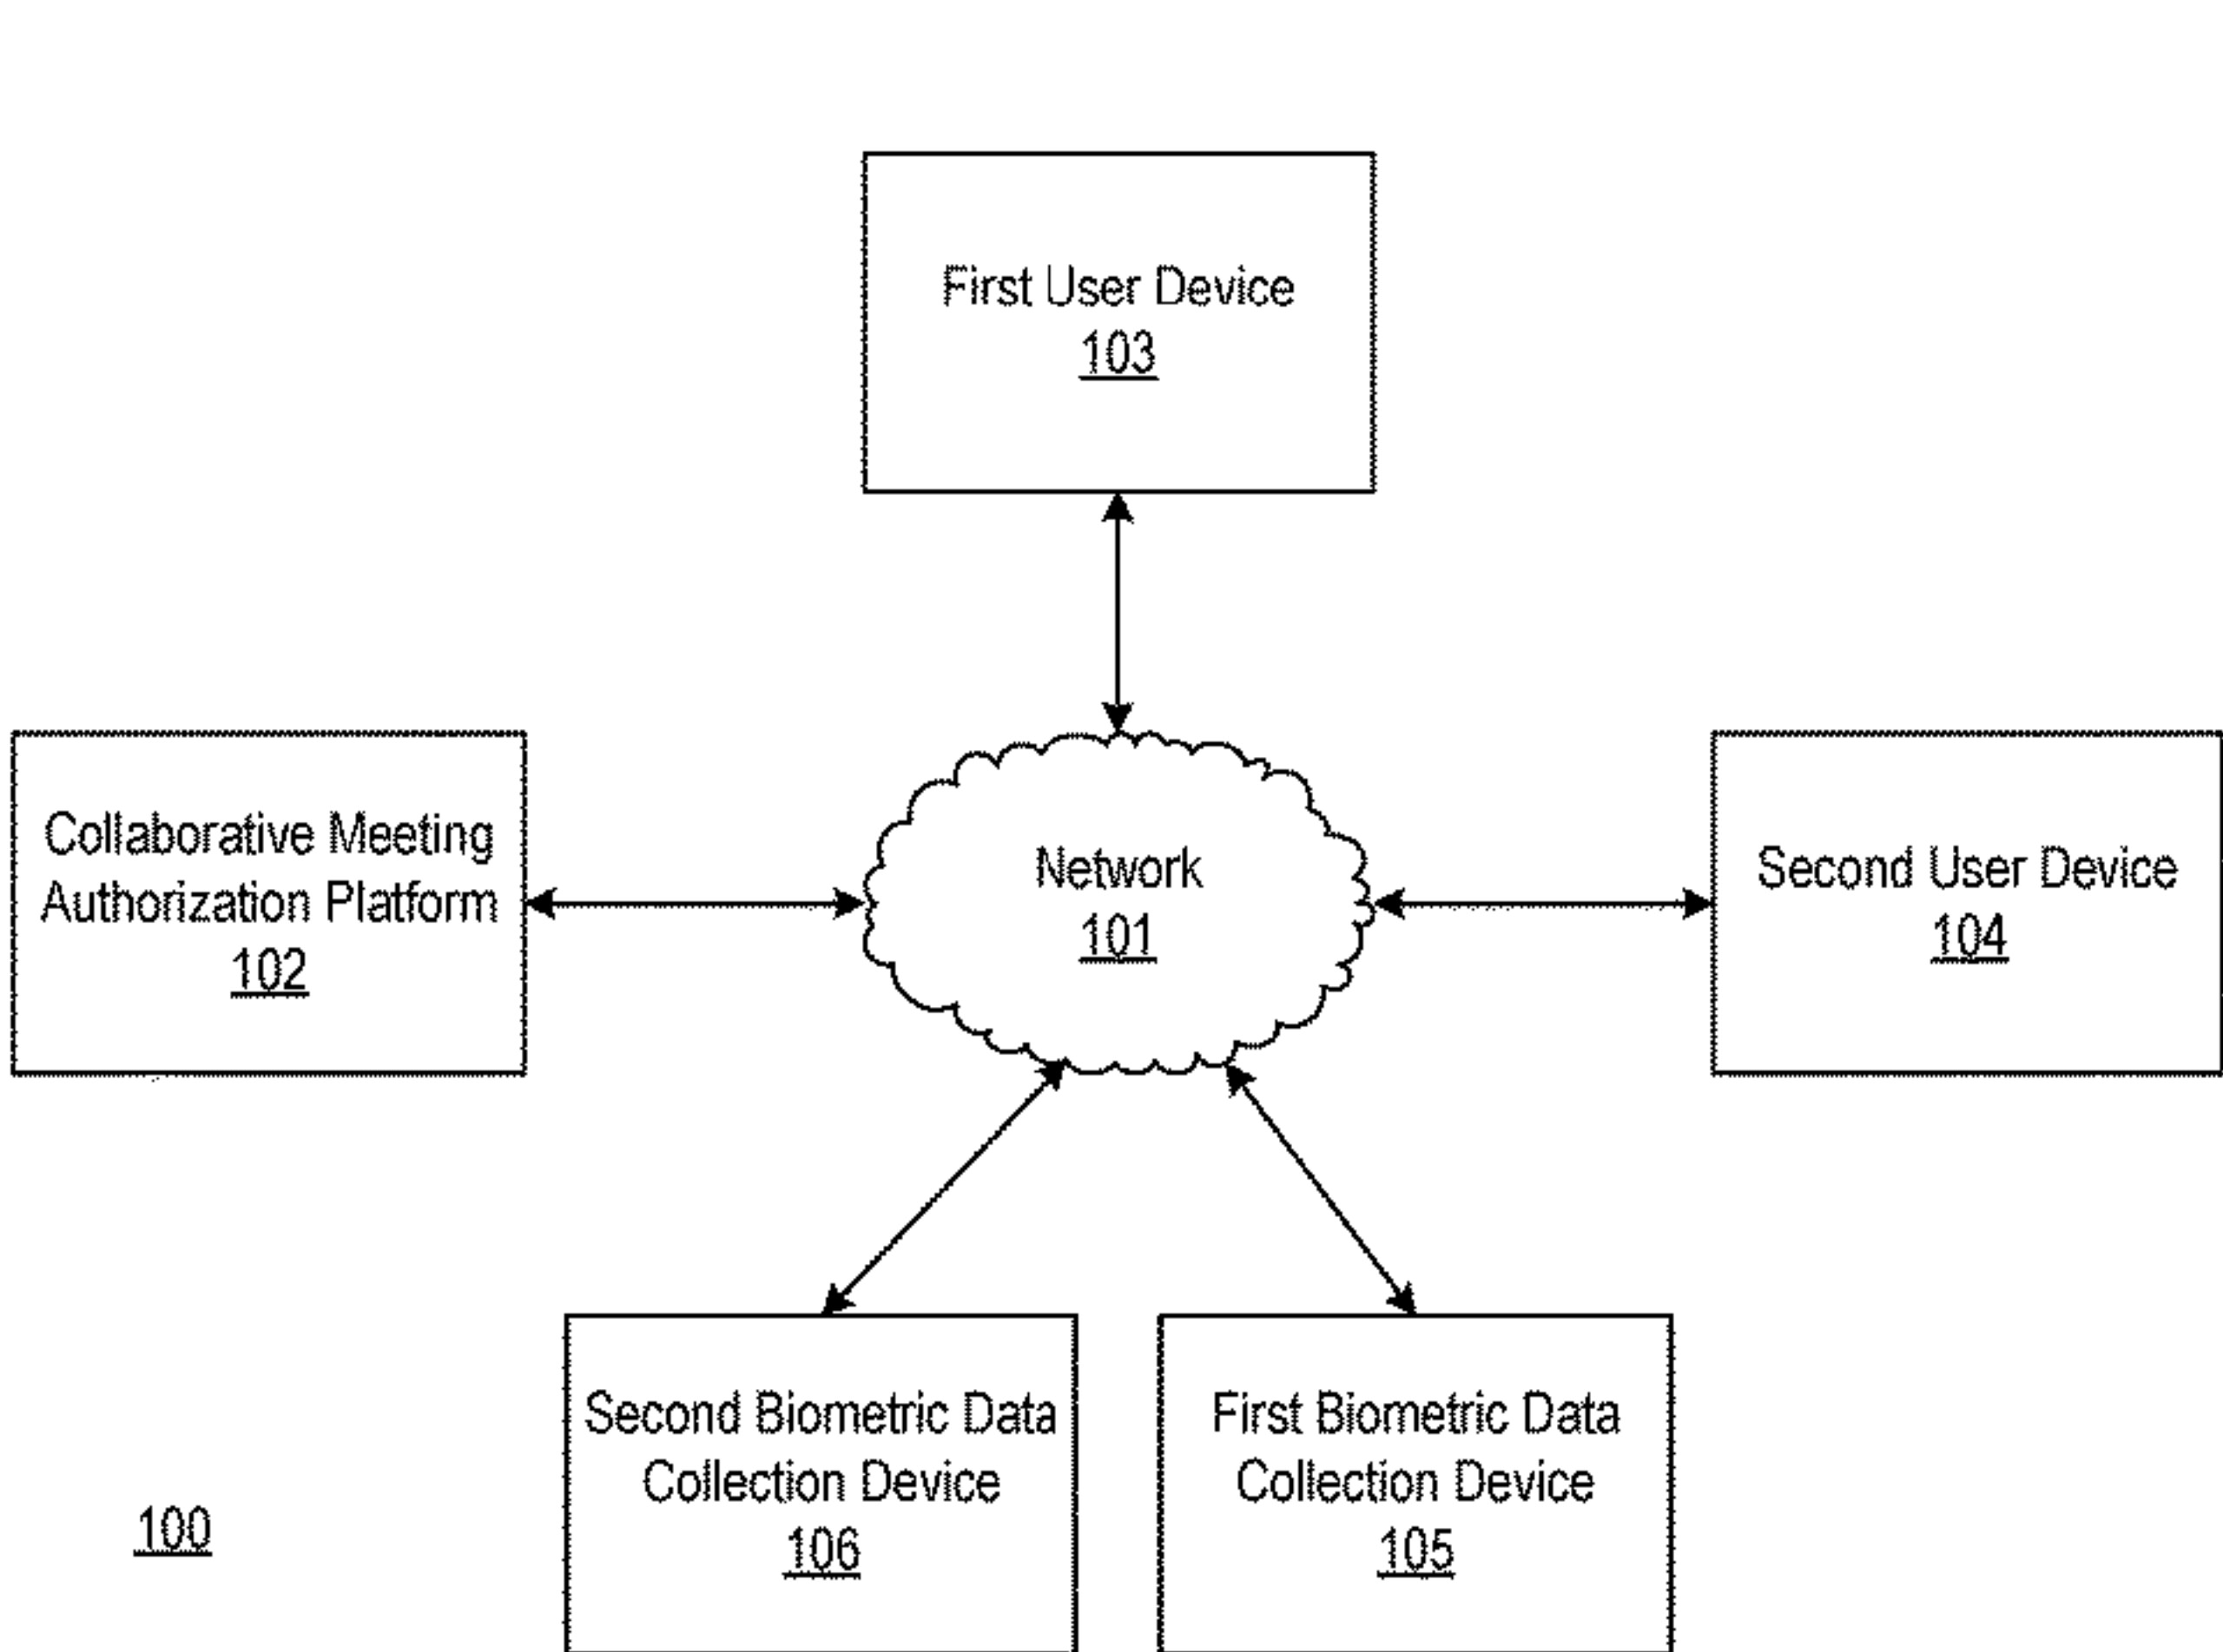 First User Device
103
Collaborative Meeting
Authorization Platform
102
Network
101
Second User Device
104
Second Biometric Data
Collection Device
106
First Biometric Data
Collection Device
105
100